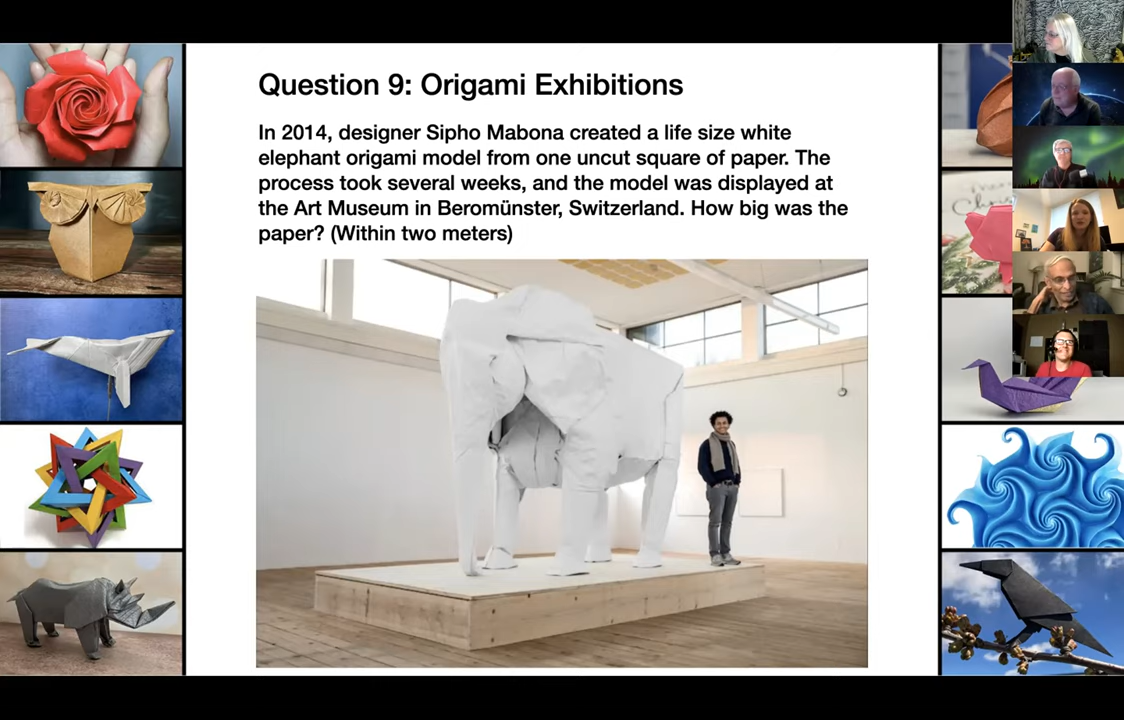 Question 9: Origami Exhibitions
In 2014, designer Sipho Mabona created a life size white
elephant origami model from one uncut square of paper. The
process took several weeks, and the model was displayed at
the Art Museum in Beromünster, Switzerland. How big was the
paper? (Within two meters)